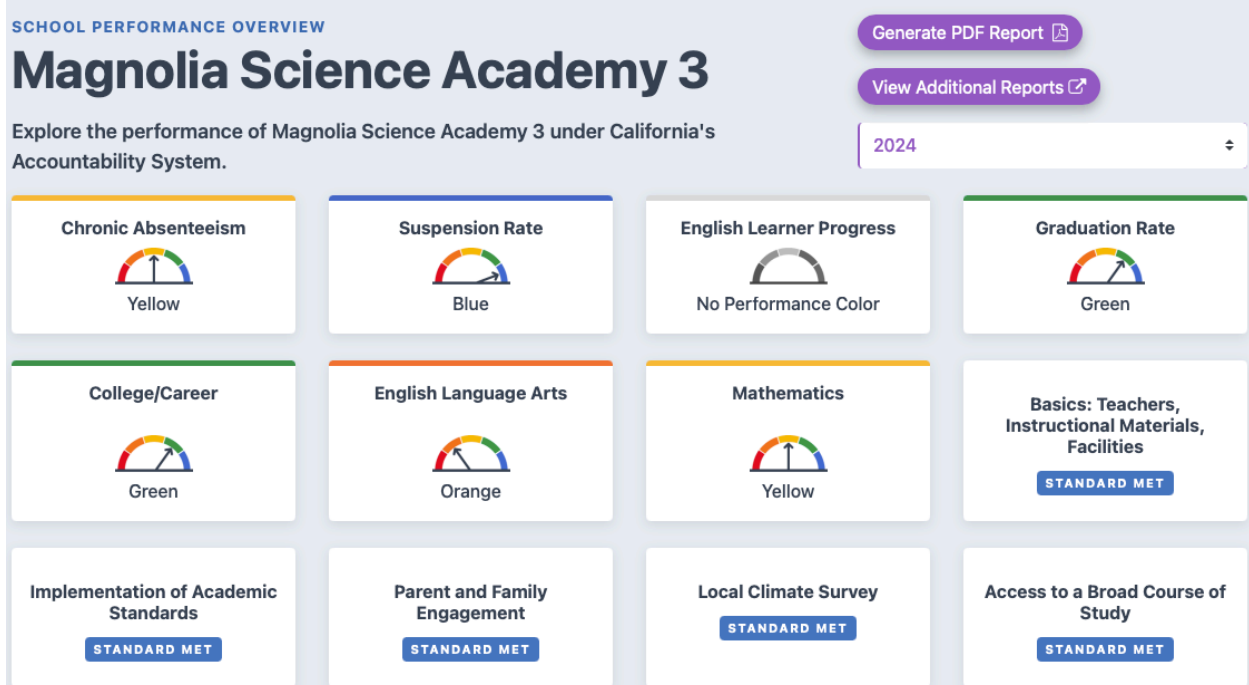 SCHOOL PERFORMANCE OVERVIEW
Magnolia Science Academy 3
Explore the performance of Magnolia Science Academy 3 under California's
Accountability System.
Generate PDF Report
View Additional Reports
2024
Chronic Absenteeism
Yellow
Suspension Rate
Blue
English Learner Progress
No Performance Color
Graduation Rate
Green
College/Career
Green
English Language Arts
Orange
Mathematics
Yellow
Basics: Teachers,
Instructional Materials,
Facilities
STANDARD MET
Implementation of Academic
Standards
STANDARD MET
Parent and Family
Engagement
STANDARD MET
Local Climate Survey
STANDARD MET
Access to a Broad Course of
Study
STANDARD MET